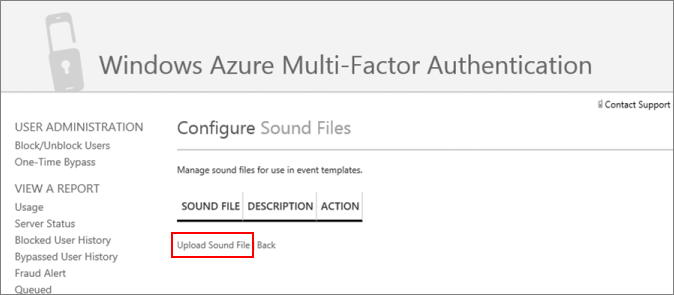 Windows Azure Multi-Factor Authentication
Contact Support
USER ADMINISTRATION
Block/Unblock Users
One-Time Bypass
VIEW A REPORT
Usage
Server Status
Blocked User History
Bypassed User History
Fraud Alert
Queued
Configure Sound Files
Manage sound files for use in event templates.
SOUND FILE DESCRIPTION ACTION
Upload Sound File Back